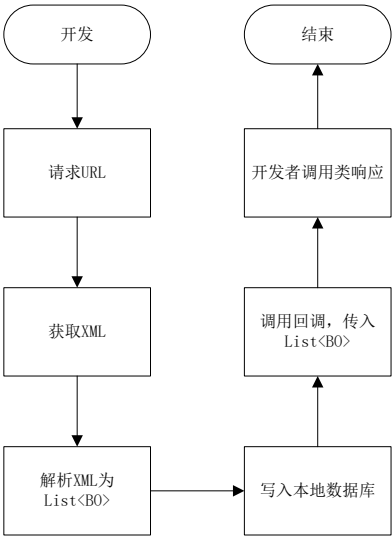 开发
请求URL
获取XML
解析XML为
List<BO>
写入本地数据库
调用回调，传入
List<BO>
开发者调用类响应
结束